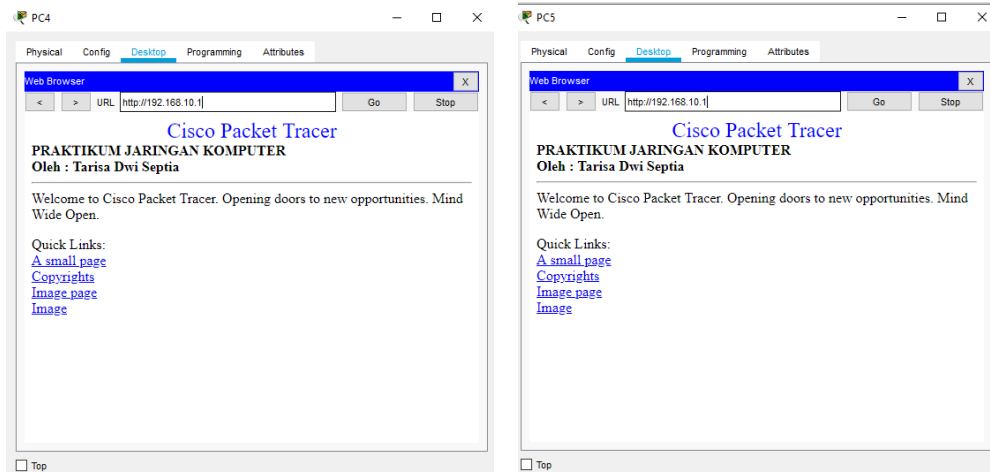 PC4
Physical Config Desktop Programming Attributes
Web Browser X
< > URL http://192.168.10.1 Go Stop
Cisco Packet Tracer
PRAKTIKUM JARINGAN KOMPUTER
Oleh : Tarisa Dwi Septia
Welcome to Cisco Packet Tracer. Opening doors to new opportunities. Mind
Wide Open.
Quick Links:
A small page
Copyrights
Image page
Image
Top
PC5
Physical Config Desktop Programming Attributes
Web Browser X
< > URL http://192.168.10.1 Go Stop
Cisco Packet Tracer
PRAKTIKUM JARINGAN KOMPUTER
Oleh : Tarisa Dwi Septia
Welcome to Cisco Packet Tracer. Opening doors to new opportunities. Mind
Wide Open.
Quick Links:
A small page
Copyrights
Image page
Image
Top